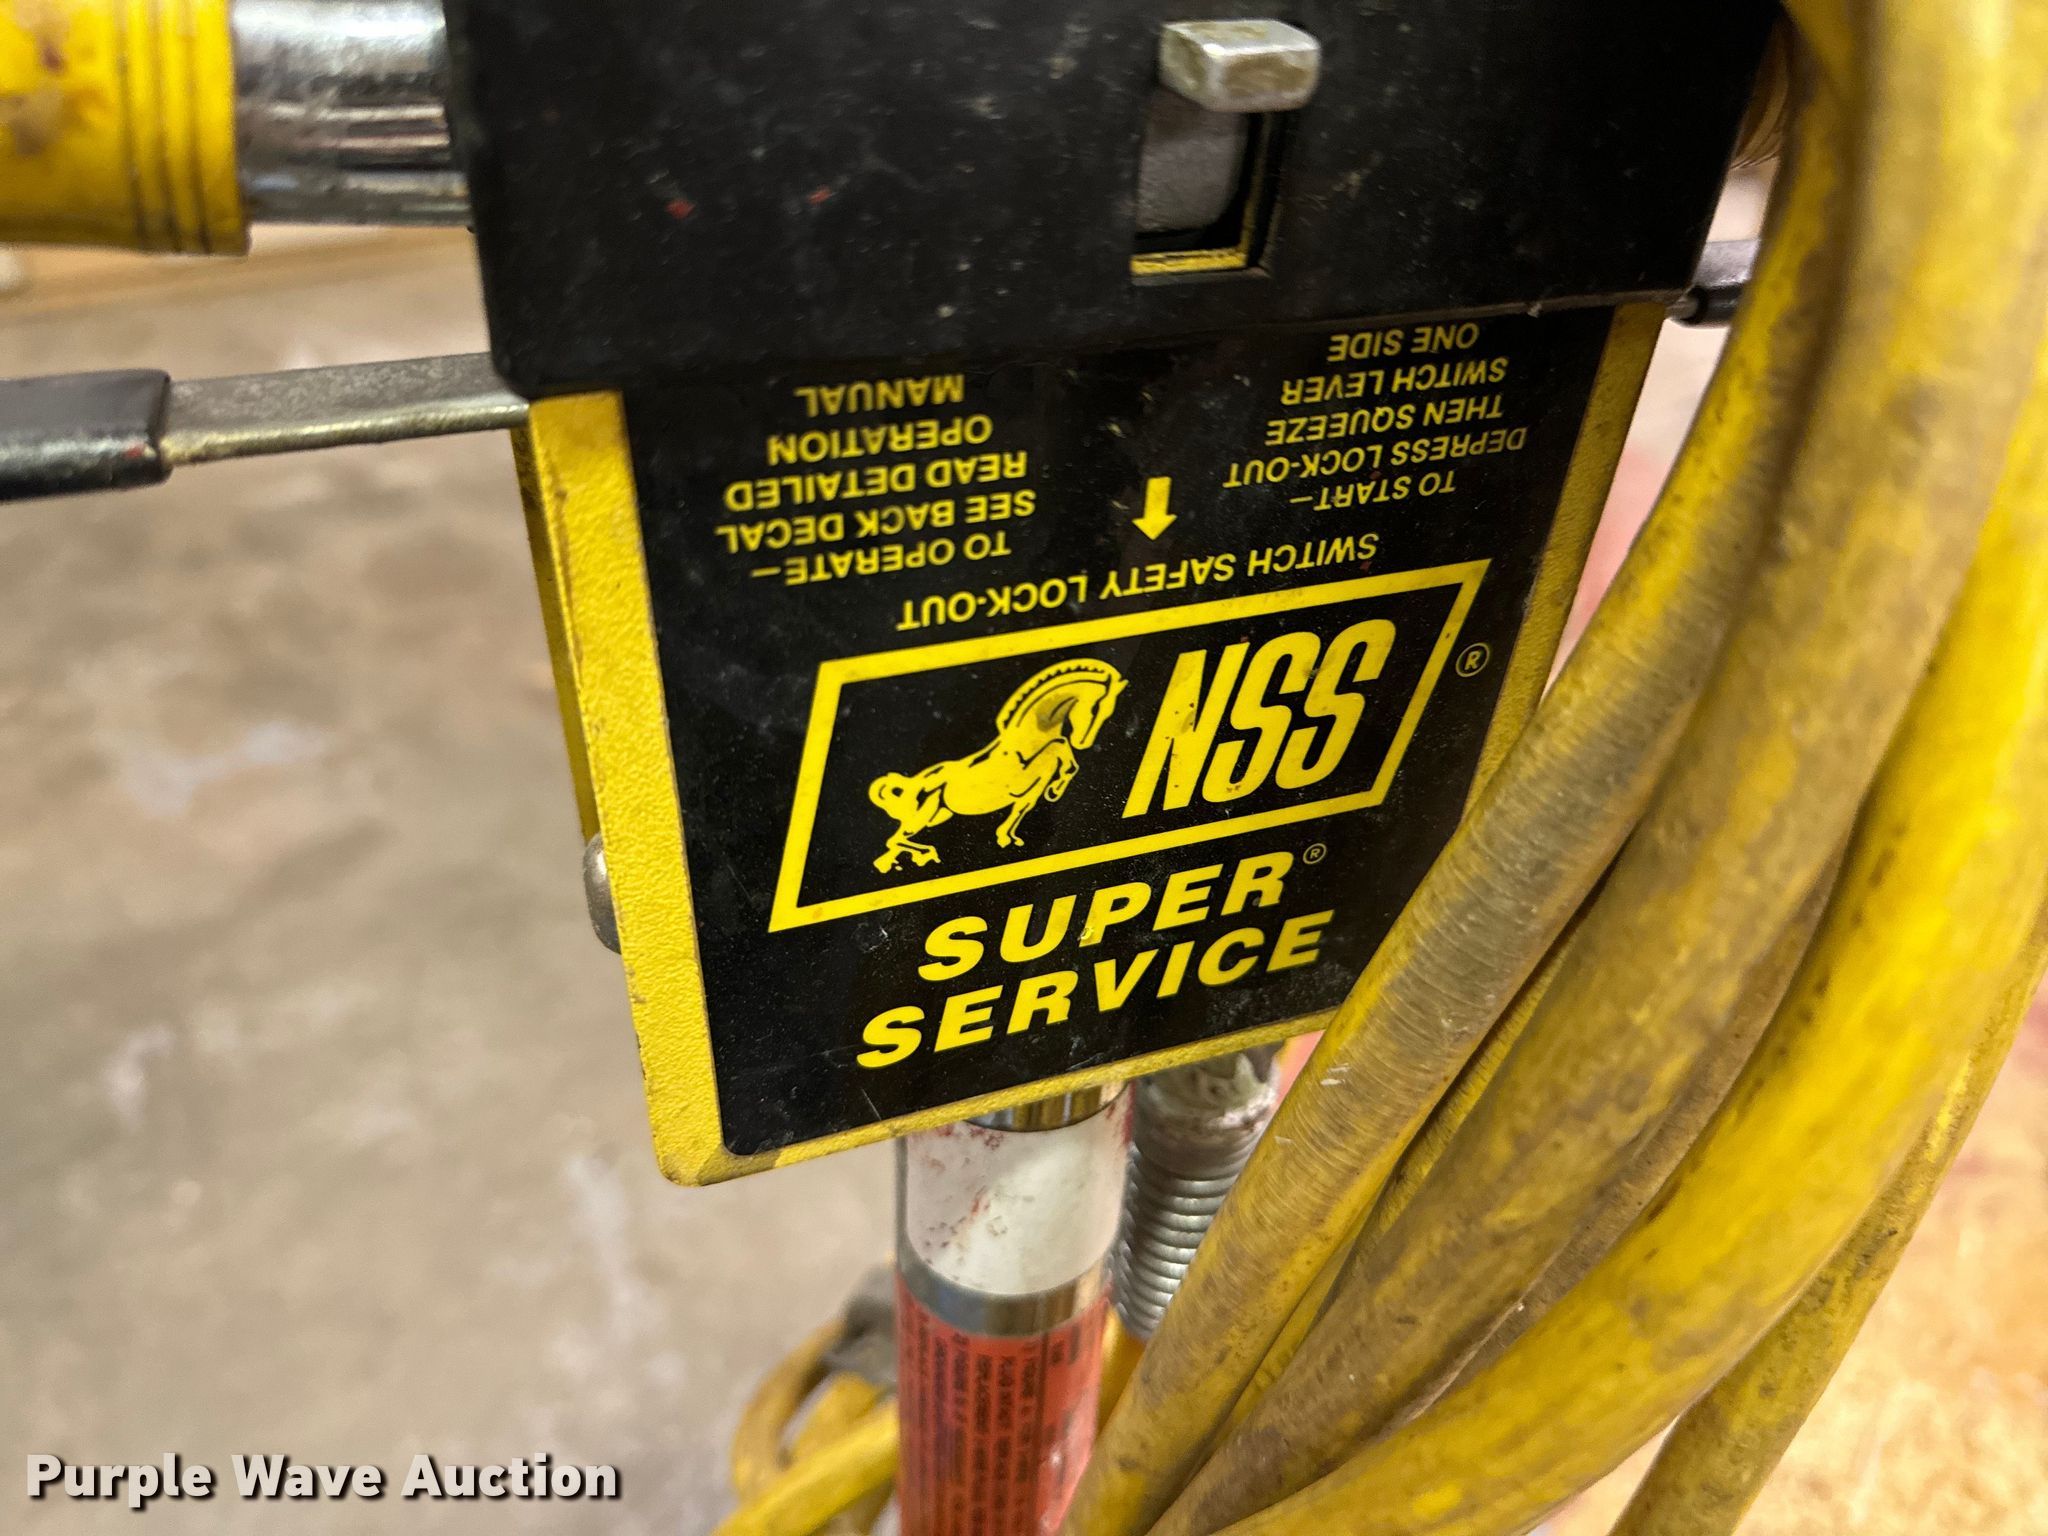 SWITCH SAFETY LOCK-OUT
TO START—
DEPRESS LOCK-OUT
THEN SQUEEZE
SWITCH LEVER
ONE SIDE
TO OPERATE—
SEE BACK DECAL
READ DETAILED
OPERATION
MANUAL
NSS®
SUPER®
SERVICE
Purple Wave Auction